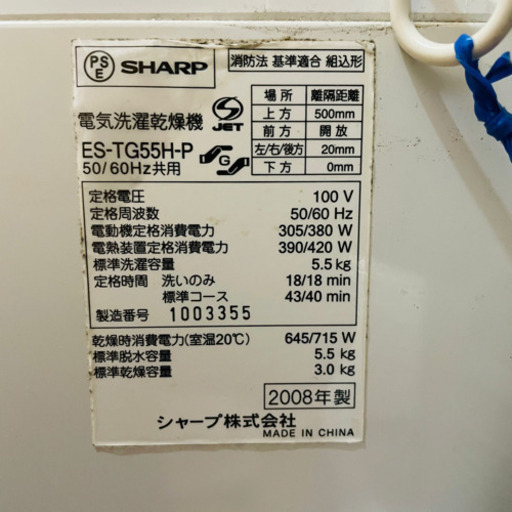 PSE SHARP
消防法 基準適合 組込形
電気洗濯乾燥機 S JET
ES-TG55H-P SG
50/60Hz共用
場所 離隔距離
上方 500mm
前方 開放
左/右/後方 20mm
下方 0mm
定格電圧 100 V
定格周波数 50/60 Hz
電動機定格消費電力 305/380 W
電熱装置定格消費電力 390/420 W
標準洗濯容量 5.5 kg
定格時間 洗いのみ 18/18 min
標準コース 43/40 min
製造番号 1003355
乾燥時消費電力(室温20℃) 645/715 W
標準脱水容量 5.5 kg
標準乾燥容量 3.0 kg
2008年製
シャープ株式会社
MADE IN CHINA